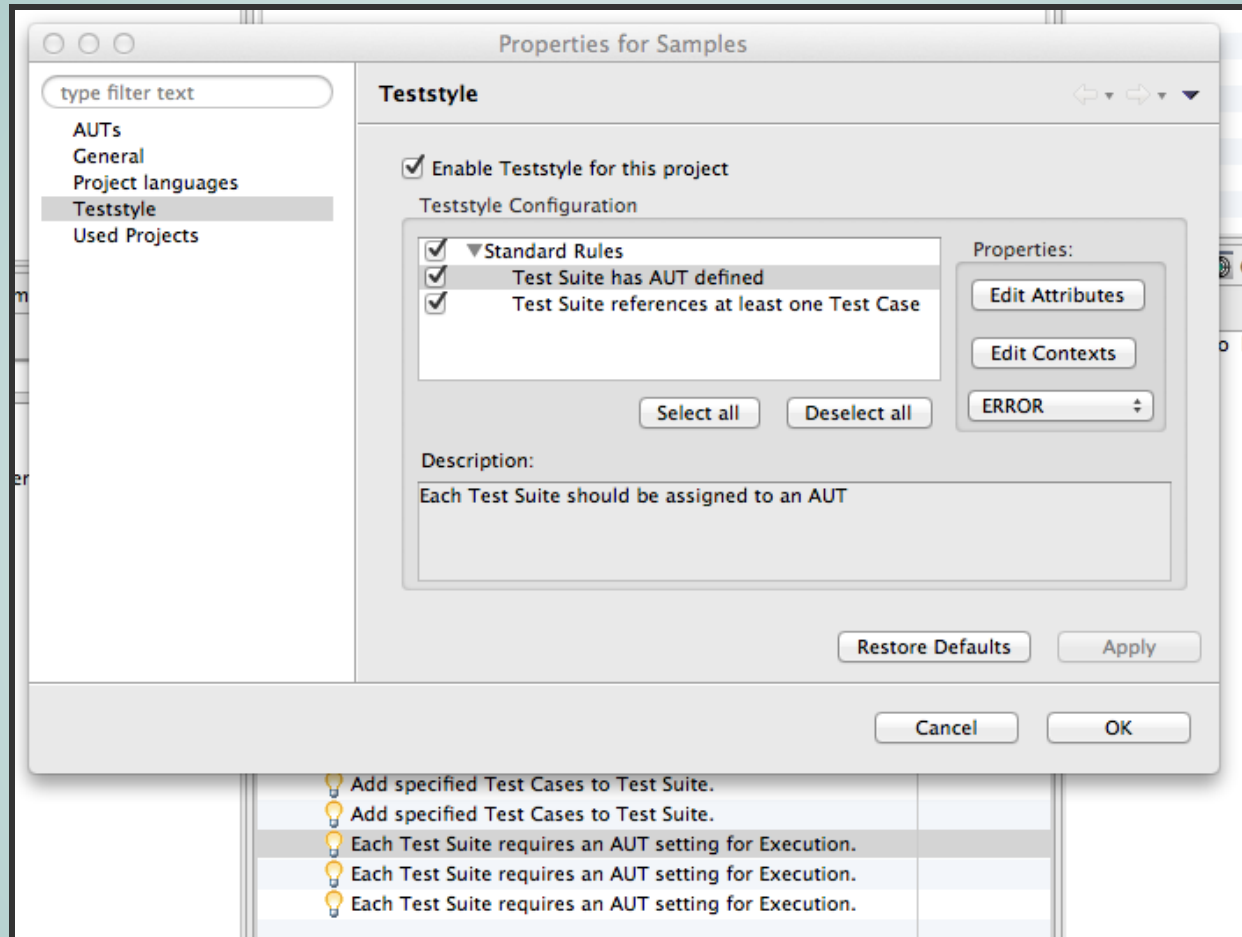 Properties for Samples
type filter text
AUTs
General
Project languages
Teststyle
Used Projects
Teststyle
Enable Teststyle for this project
Teststyle Configuration
Standard Rules
Test Suite has AUT defined
Test Suite references at least one Test Case
Properties:
Edit Attributes
Edit Contexts
ERROR
Select all
Deselect all
Description:
Each Test Suite should be assigned to an AUT
Restore Defaults
Apply
Cancel
OK
Add specified Test Cases to Test Suite.
Add specified Test Cases to Test Suite.
Each Test Suite requires an AUT setting for Execution.
Each Test Suite requires an AUT setting for Execution.
Each Test Suite requires an AUT setting for Execution.